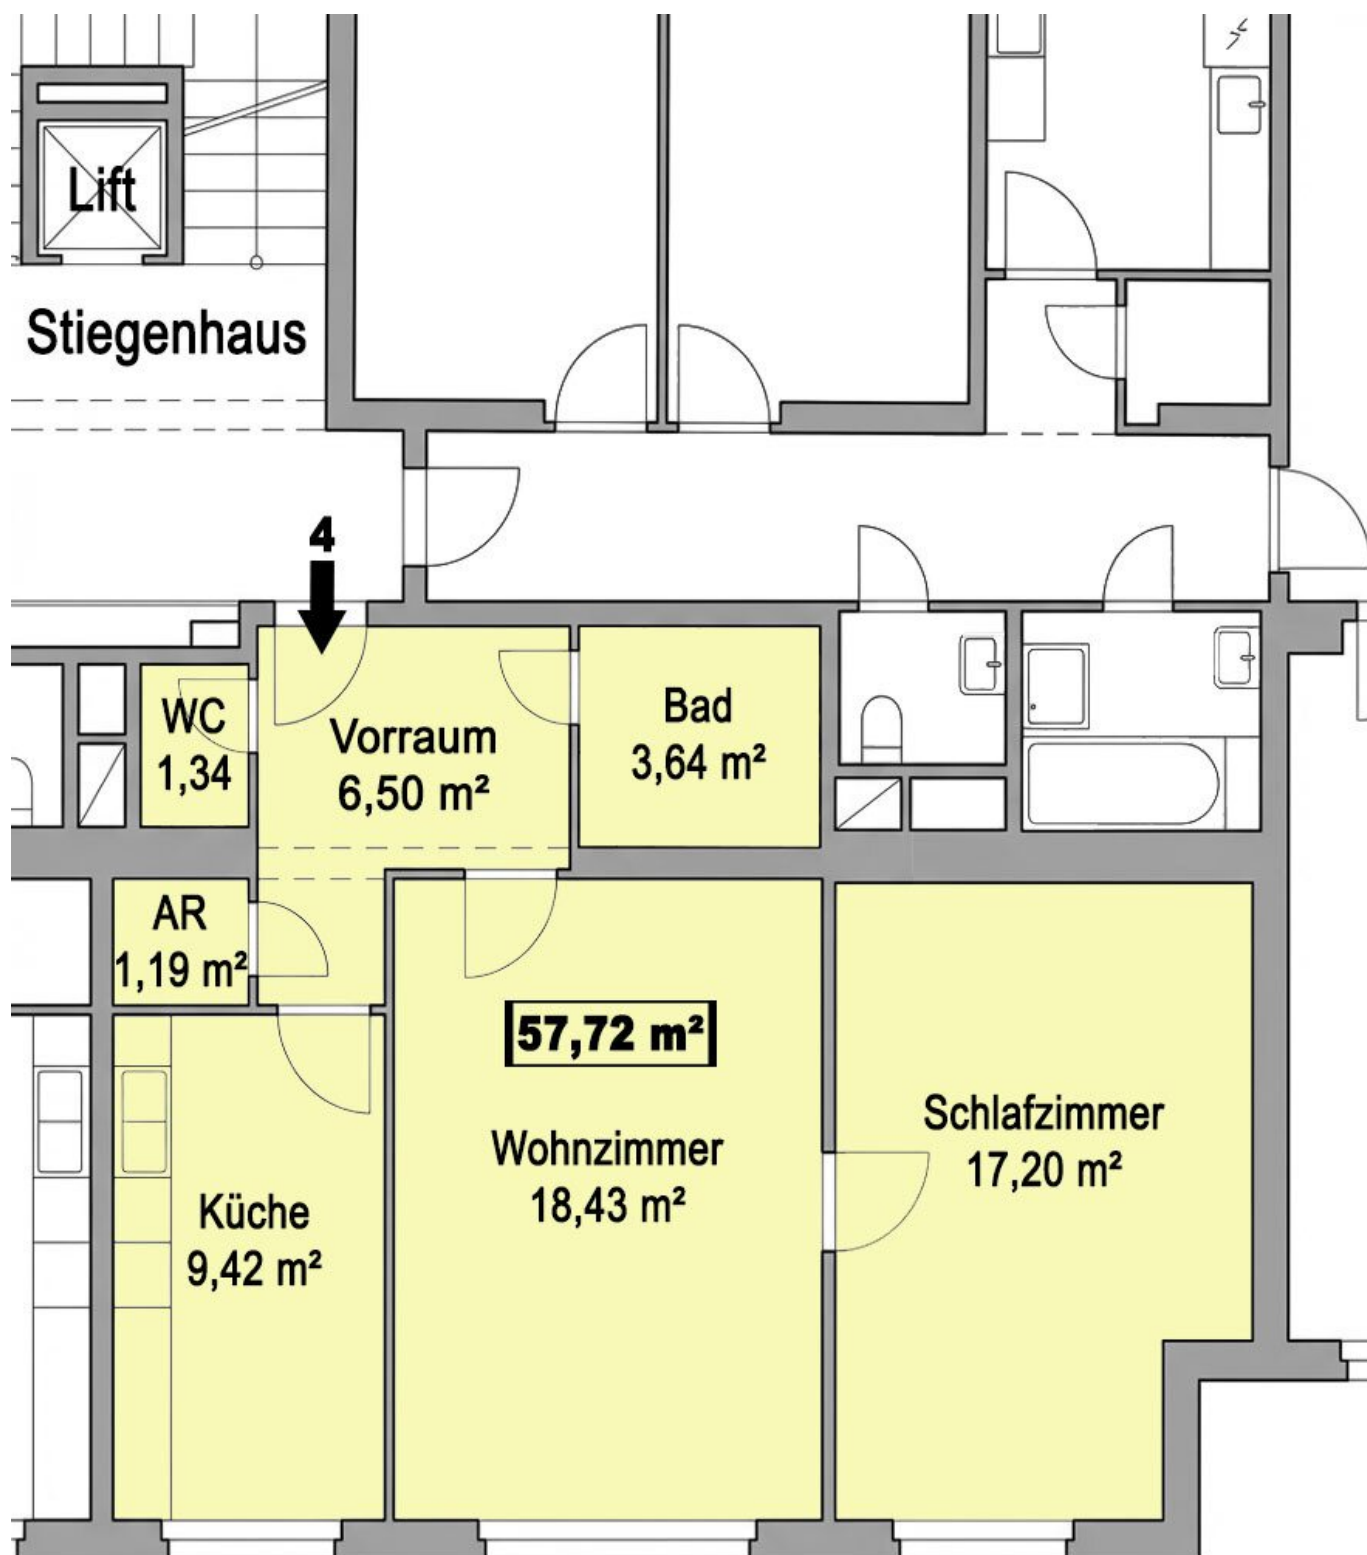 Lift
Stiegenhaus
4
WC
1,34
Vorraum
6,50 m²
Bad
3,64 m²
AR
1,19 m²
57,72 m²
Schlafzimmer
17,20 m²
Wohnzimmer
18,43 m²
Küche
9,42 m²